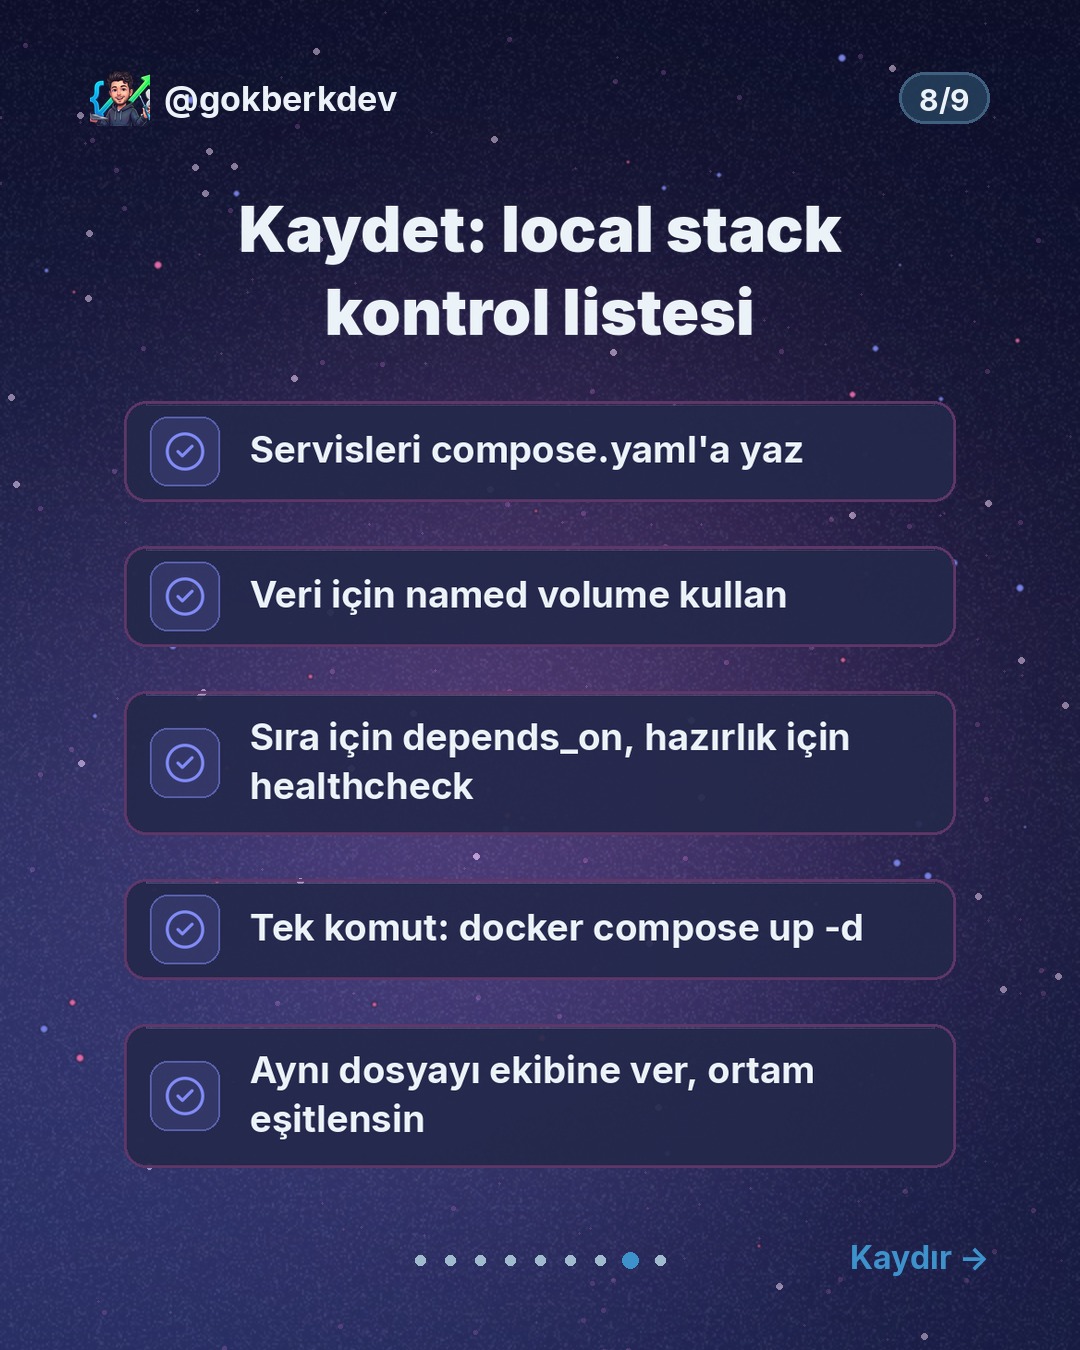 @gokberkdev
8/9
Kaydet: local stack
kontrol listesi
Servisleri compose.yaml'a yaz
Veri için named volume kullan
Sıra için depends_on, hazırlık için
healthcheck
Tek komut: docker compose up -d
Aynı dosyayı ekibine ver, ortam
eşitlensin
Kaydır →